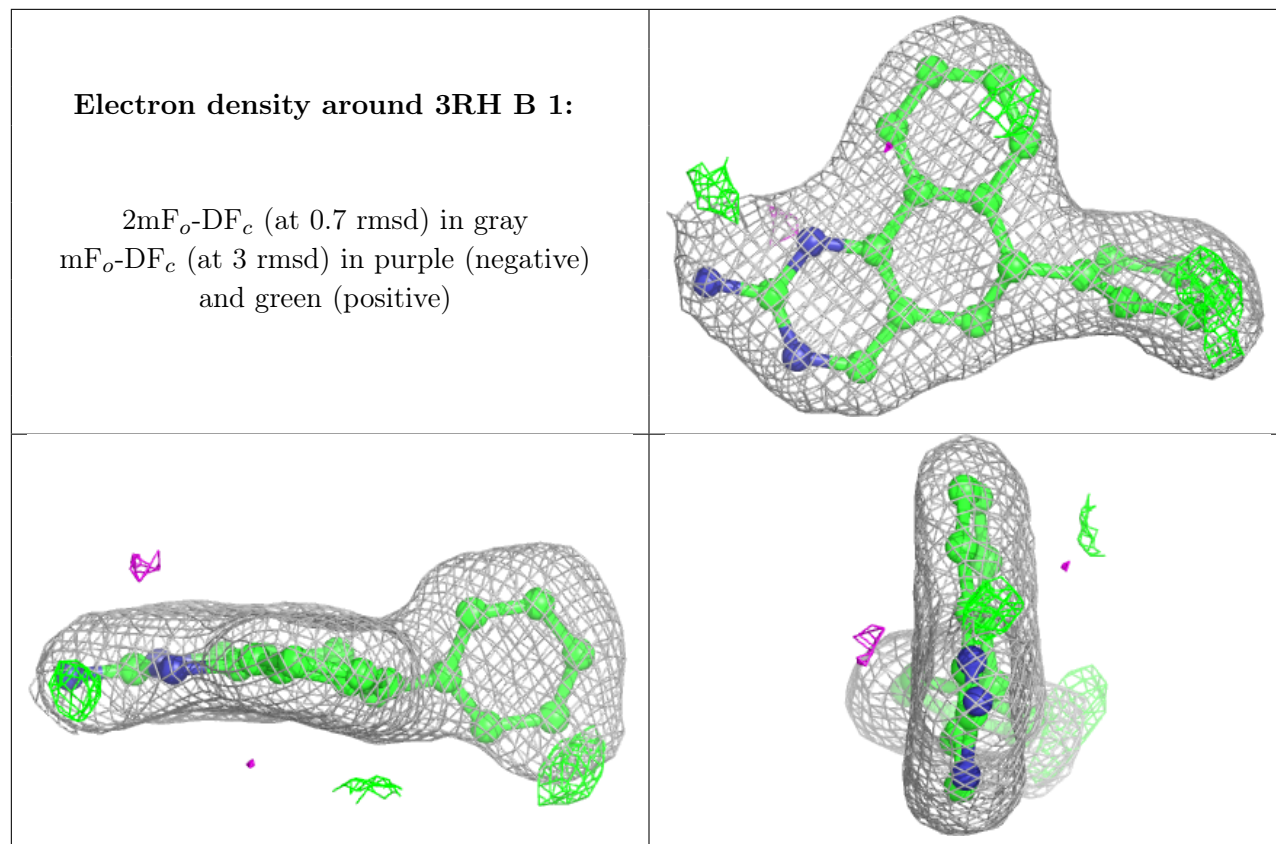 Electron density around 3RH B 1:
2mFo-DFc (at 0.7 rmsd) in gray
mFo-DFc (at 3 rmsd) in purple (negative)
and green (positive)